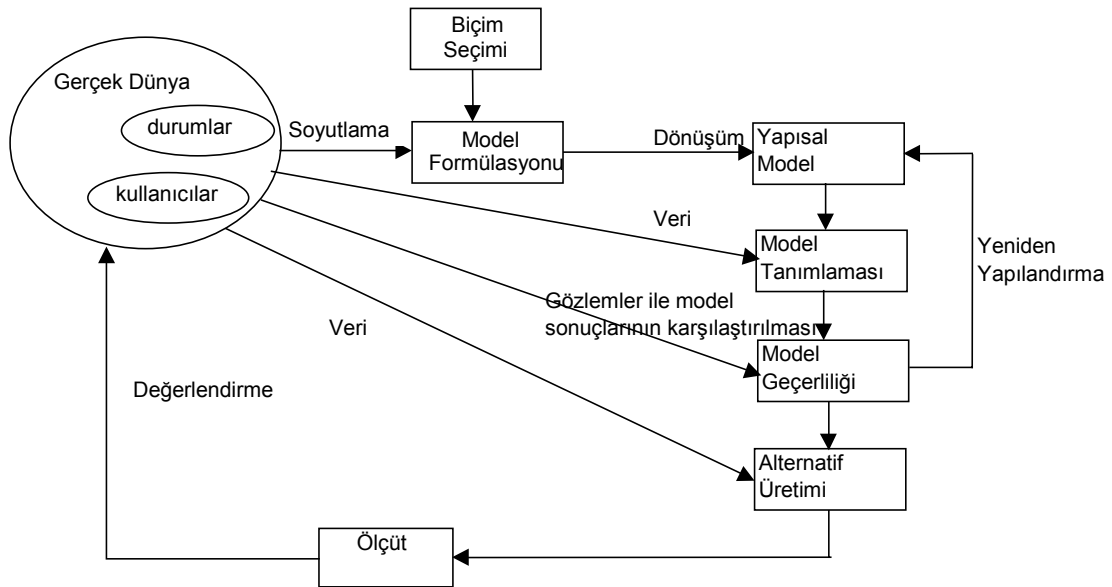 Biçim
Seçimi
Gerçek Dünya
durumlar
kullanıcılar
Soyutlama
Model
Formülasyonu
Dönüşüm
Yapısal
Model
Veri
Model
Tanımlaması
Yeniden
Yapılandırma
Gözlemler ile model
sonuçlarının karşılaştırılması
Veri
Model
Geçerliliği
Değerlendirme
Alternatif
Üretimi
Ölçüt